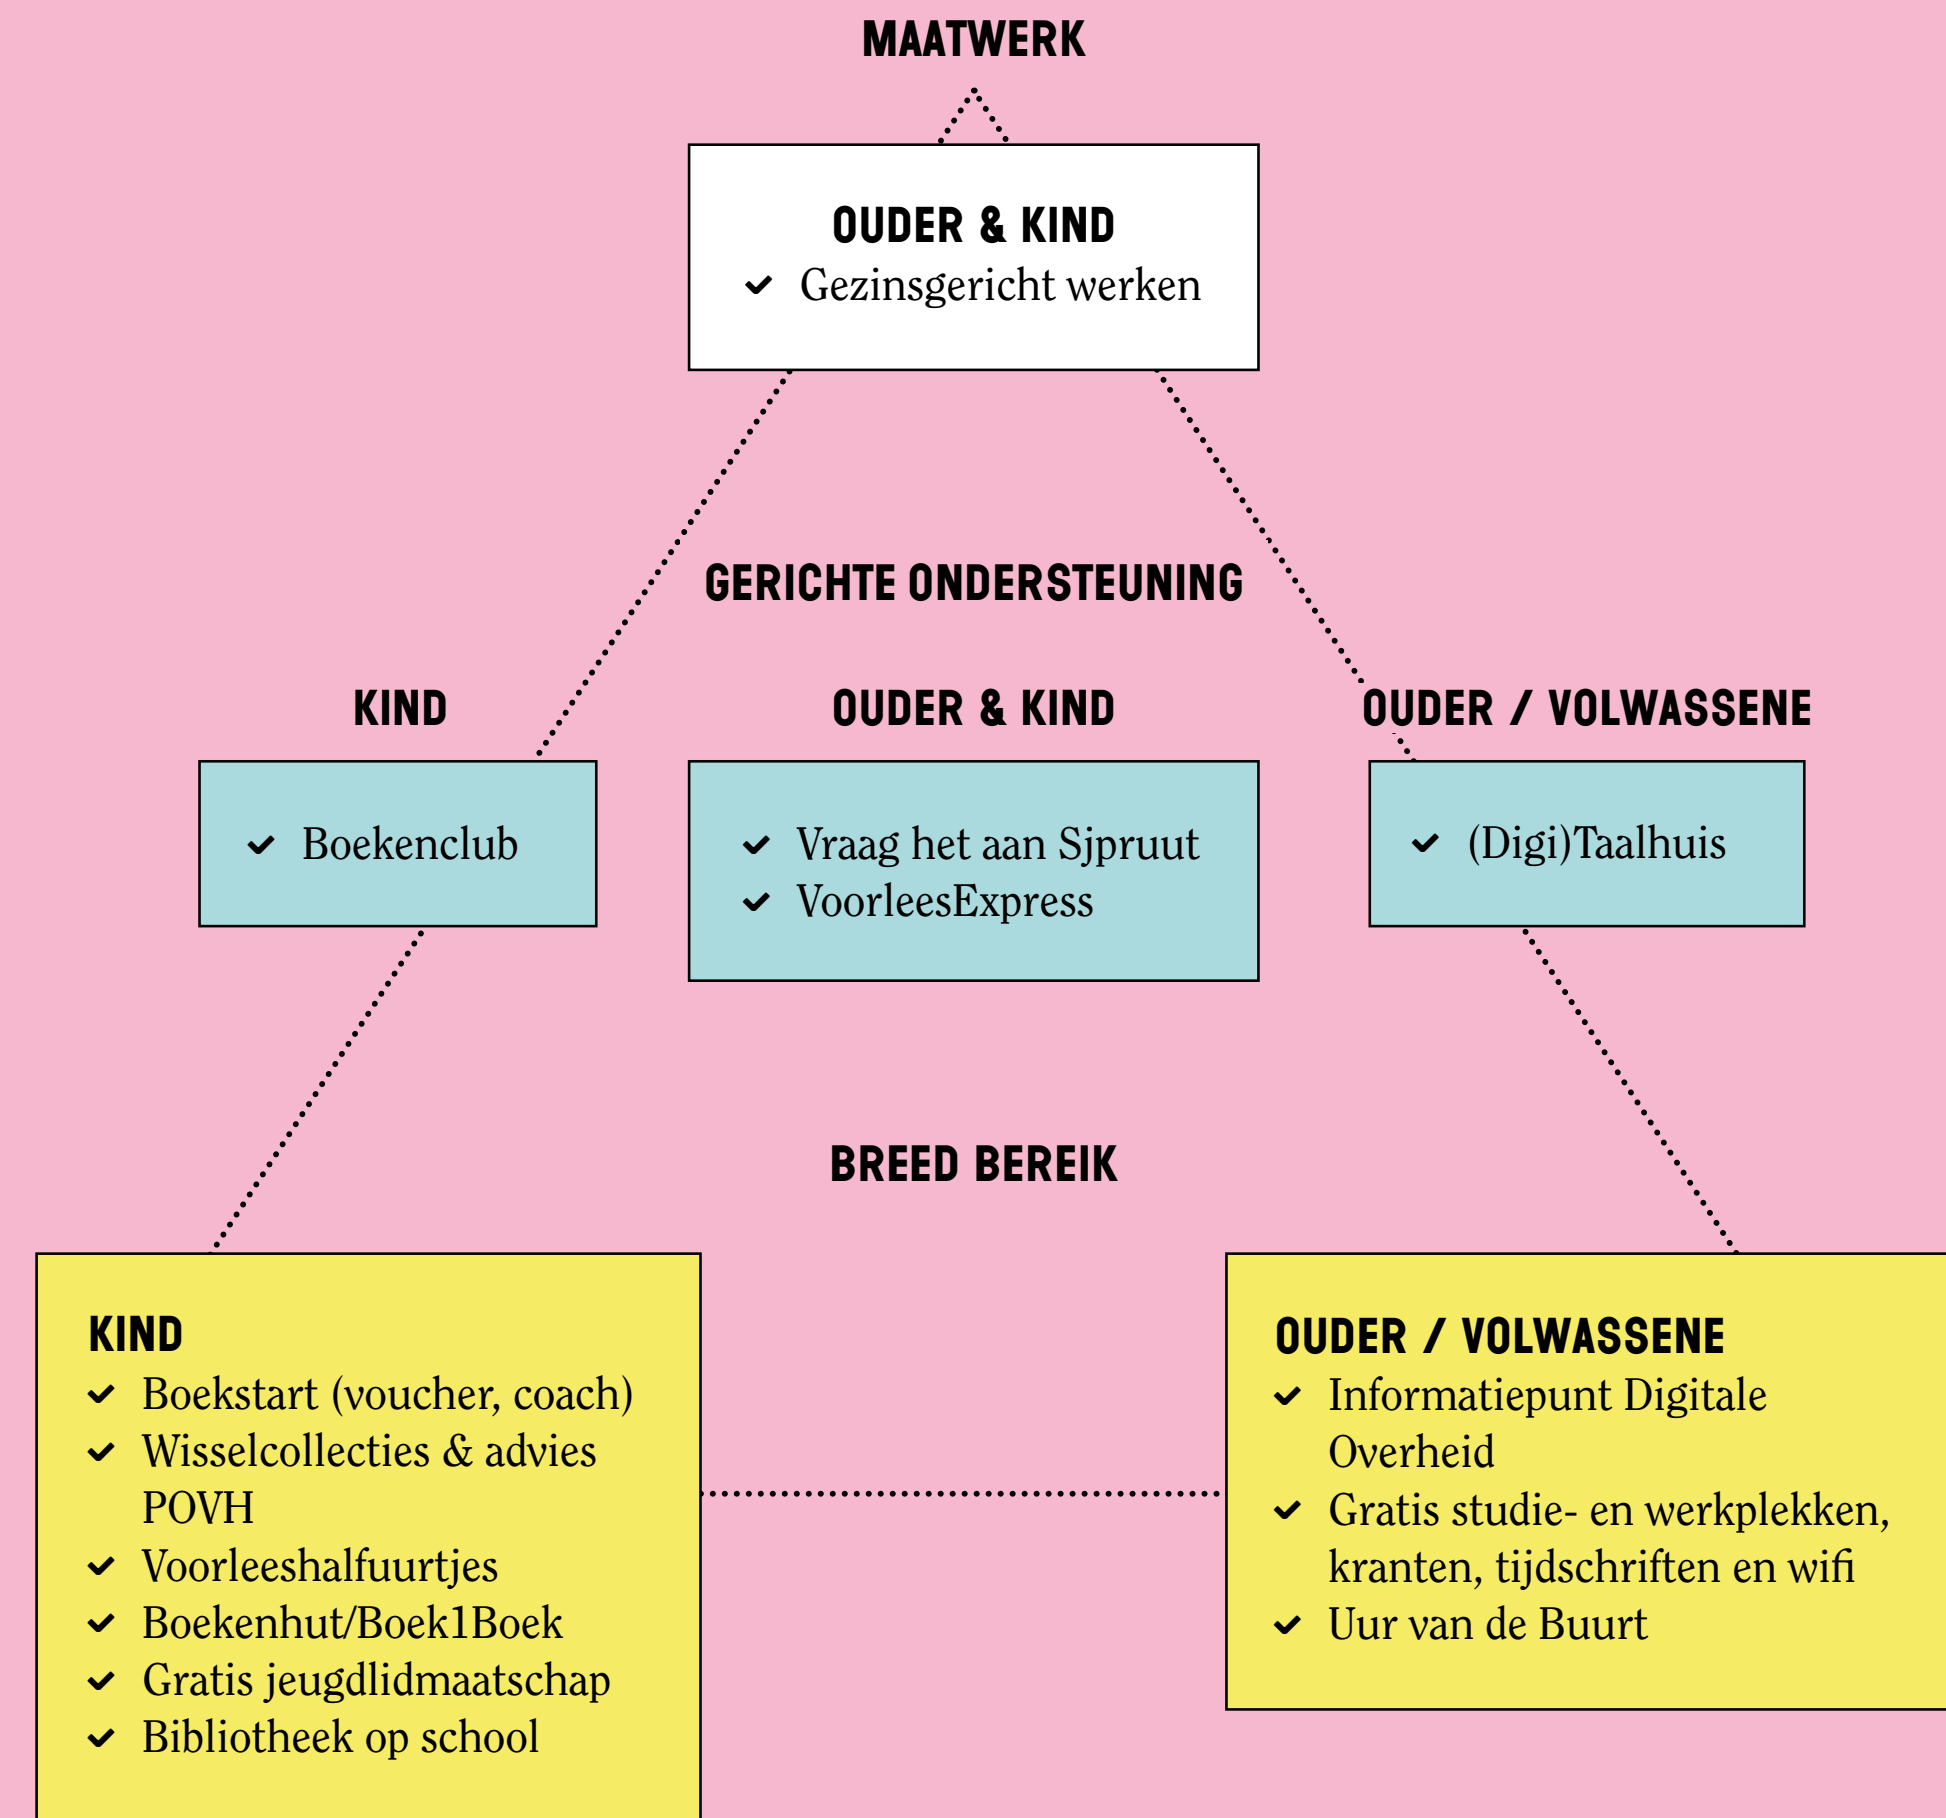 MAATWERK
OUDER & KIND
Gezinsgericht werken
GERICHTE ONDERSTEUNING
KIND
Boekenclub
OUDER & KIND
Vraag het aan Sjpruut
VoorleesExpress
OUDER / VOLWASSENE
(Digi)Taalhuis
BREED BEREIK
KIND
Boekstart (voucher, coach)
Wisselcollecties & advies
POVH
Voorleeshalfuurtjes
Boekenhut/Boek1Boek
Gratis jeugdlidmaatschap
Bibliotheek op school
OUDER / VOLWASSENE
Informatiepunt Digitale
Overheid
Gratis studie- en werkplekken,
kranten, tijdschriften en wifi
Uur van de Buurt